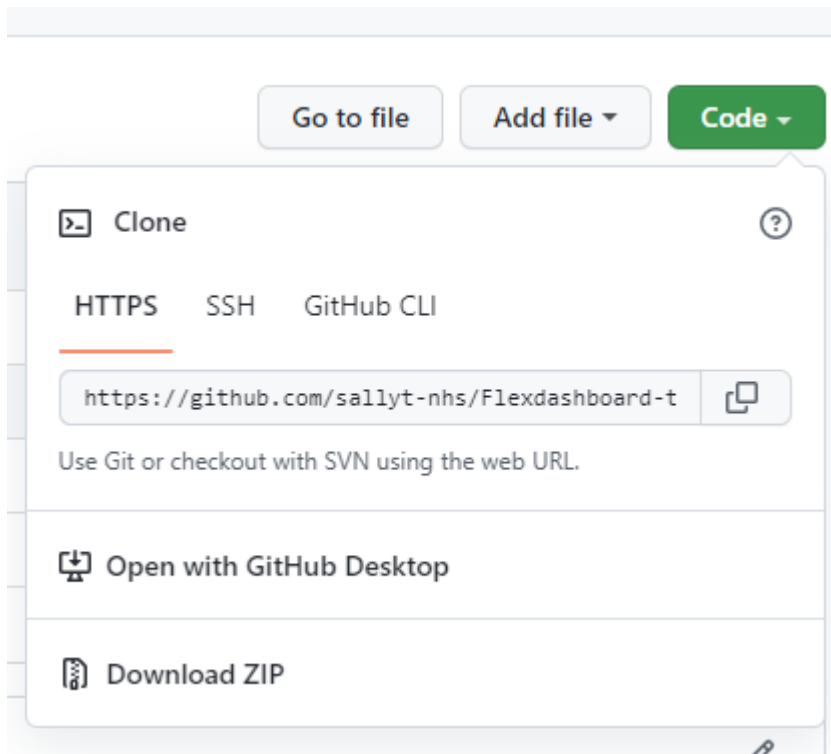 Go to file Add file Code
Clone
HTTPS SSH GitHub CLI
https://github.com/sallyt-nhs/Flexdashboard-t
Use Git or checkout with SVN using the web URL.
Open with GitHub Desktop
Download ZIP